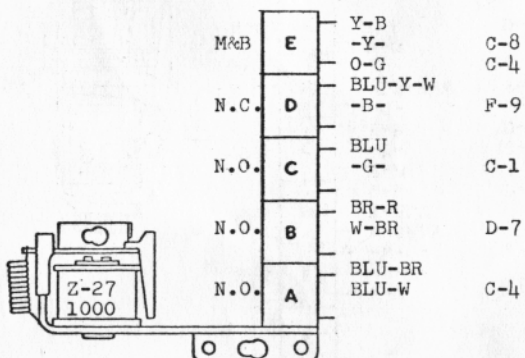 Y-B
M&B E -Y- C-8
O-G C-4
BLU-Y-W
N.C. D -B- F-9
BLU
N.O. C -G- C-1
BR-R
N.O. B W-BR D-7
BLU-BR
N.O. A BLU-W C-4
Z-27
1000